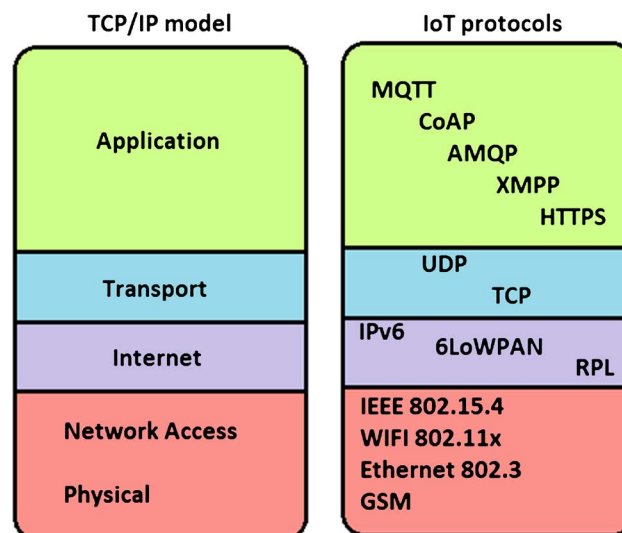 TCP/IP model
Application
Transport
Internet
Network Access
Physical
IoT protocols
MQTT
CoAP
AMQP
XMPP
HTTPS
UDP
TCP
IPv6
6LoWPAN
RPL
IEEE 802.15.4
WIFI 802.11x
Ethernet 802.3
GSM